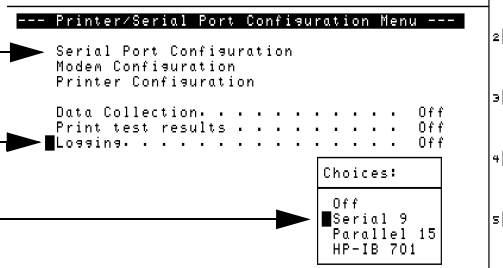 --- Printer/Serial Port Configuration Menu ---
Serial Port Configuration
Modem Configuration
Printer Configuration
Data Collection. . . . . . . . . . . Off
Print test results . . . . . . . . . Off
Logging. . . . . . . . . . . . . . . Off
Choices:
Off
Serial 9
Parallel 15
HP-IB 701
2
3
4
5